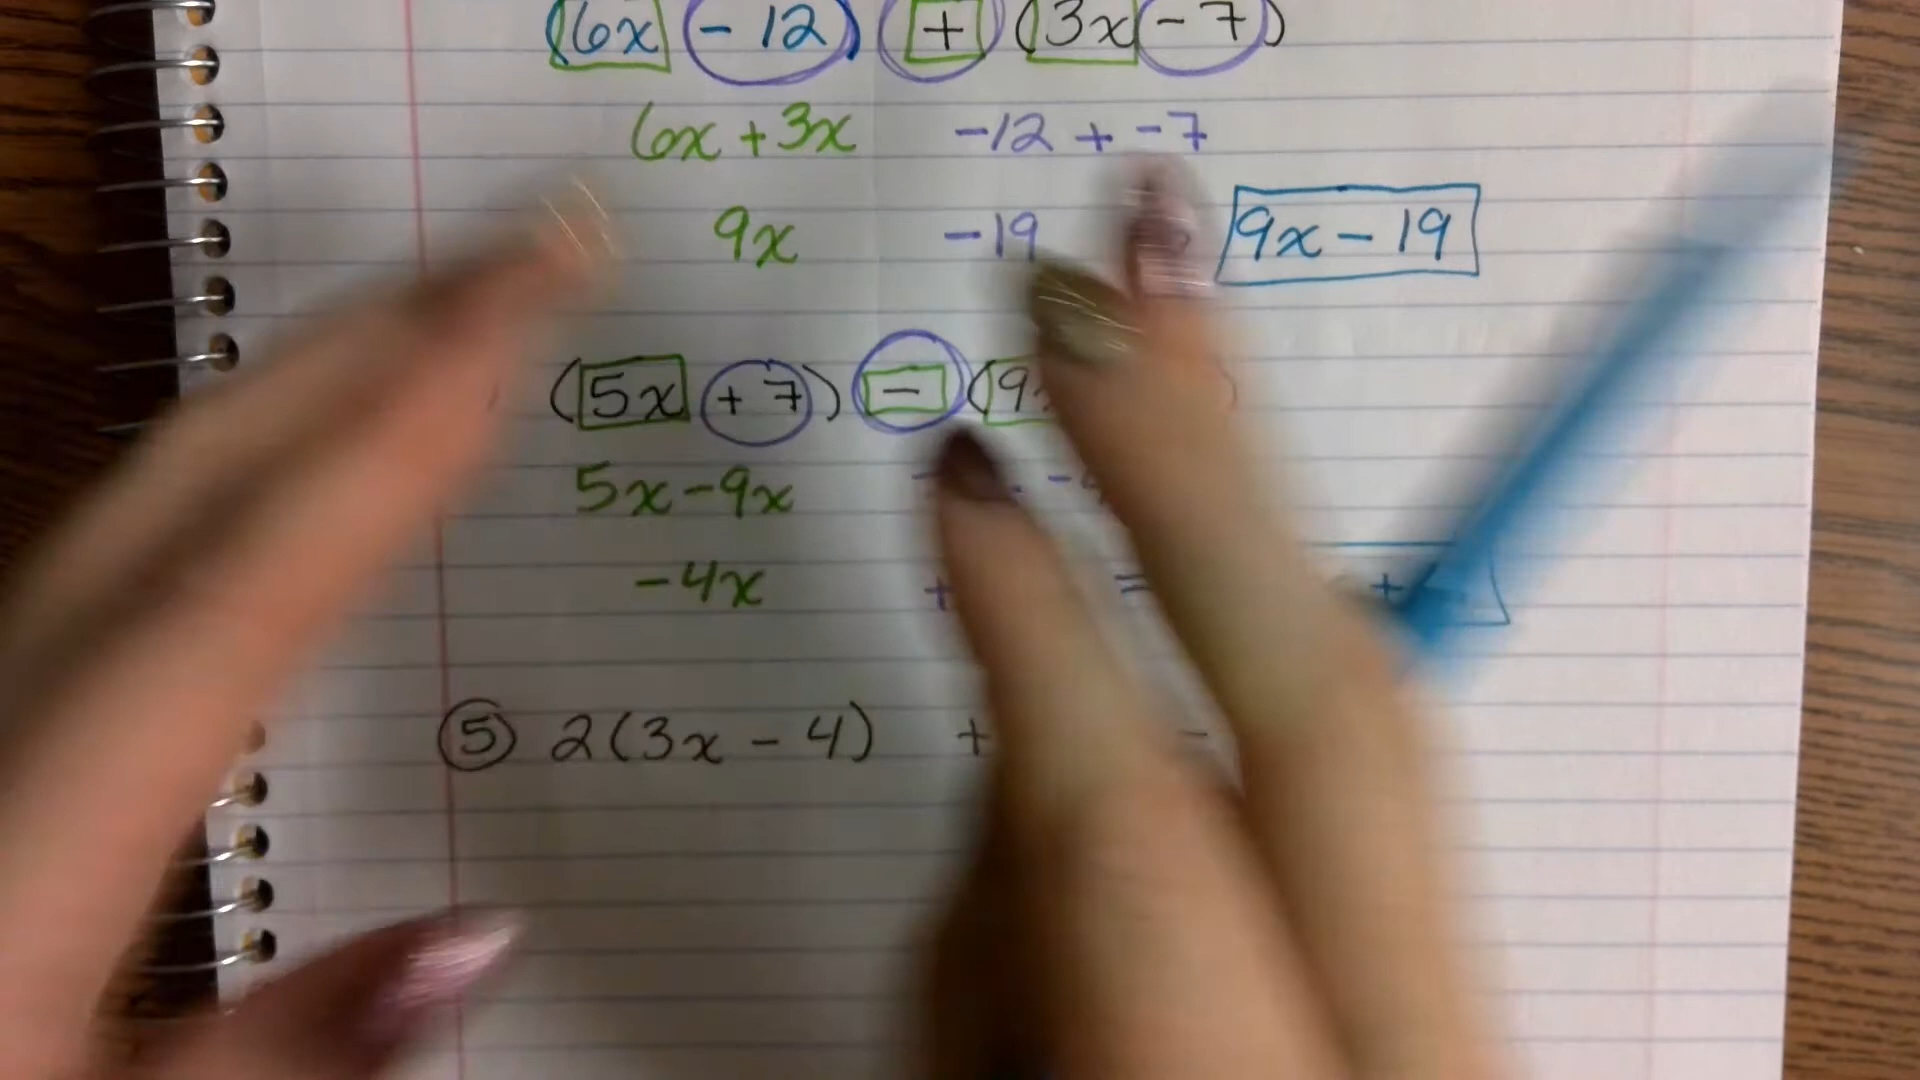 (6x - 12) + (3x - 7)
6x + 3x -12 + -7
9x -19 9x - 19
(5x + 7) - (9
5x - 9x
-4x + = +
⑤ 2(3x - 4) + -